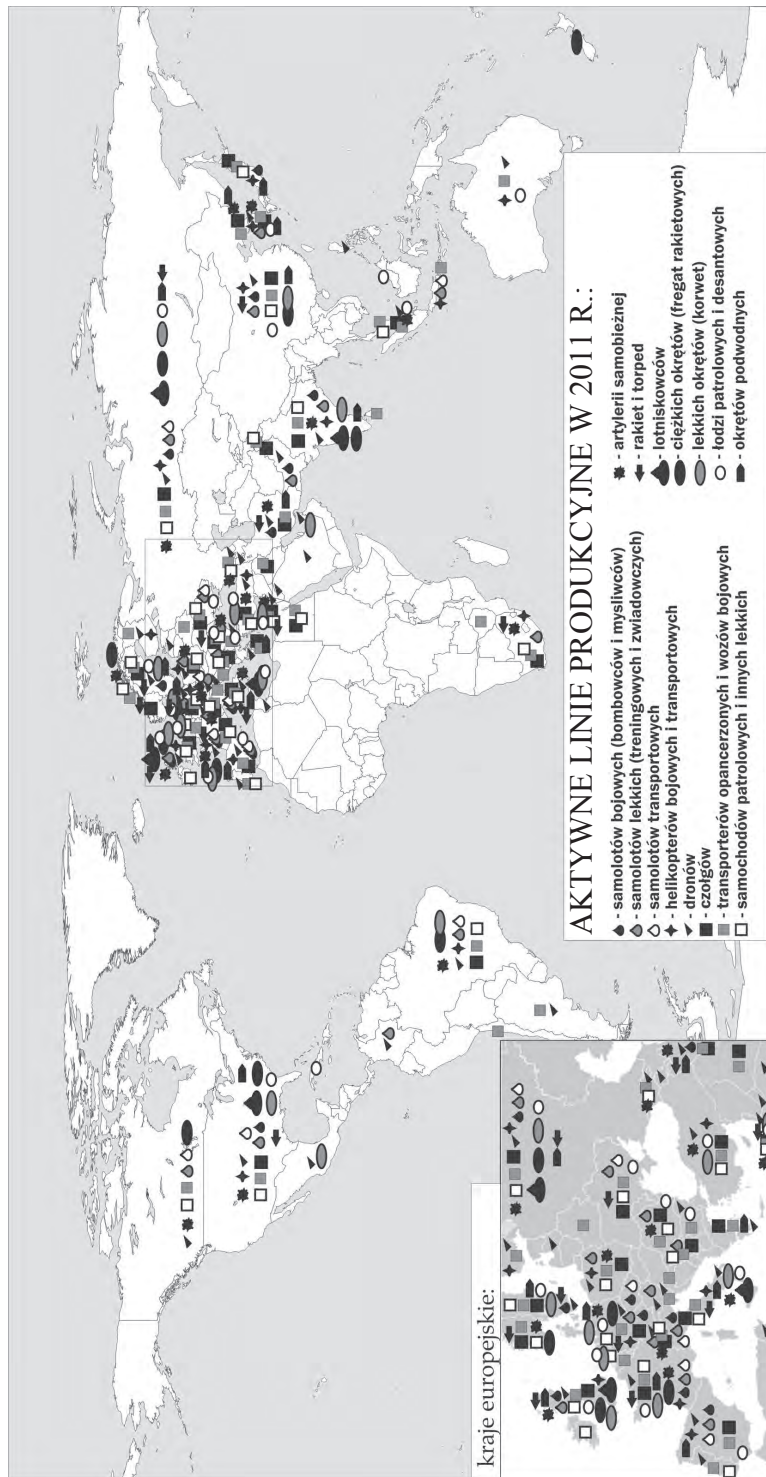 kraje europejskie:
AKTYWNE LINIE PRODUKCYJNE W 2011 R.:
- samolotów bojowych (bombowców i mysliwców)
- samolotów lekkich (treningowych i zwiadowczych)
- samolotów transportowych
- helikopterów bojowych i transportowych
- dronów
- czołgów
- transporterów opancerzonych i wozów bojowych
- samochodów patrolowych i innych lekkich
- artylerii samobieżnej
- rakiet i torped
- lotniskowców
- ciężkich okrętów (fregat rakietowych)
- lekkich okrętów (korwet)
- łodzi patrolowych i desantowych
- okrętów podwodnych